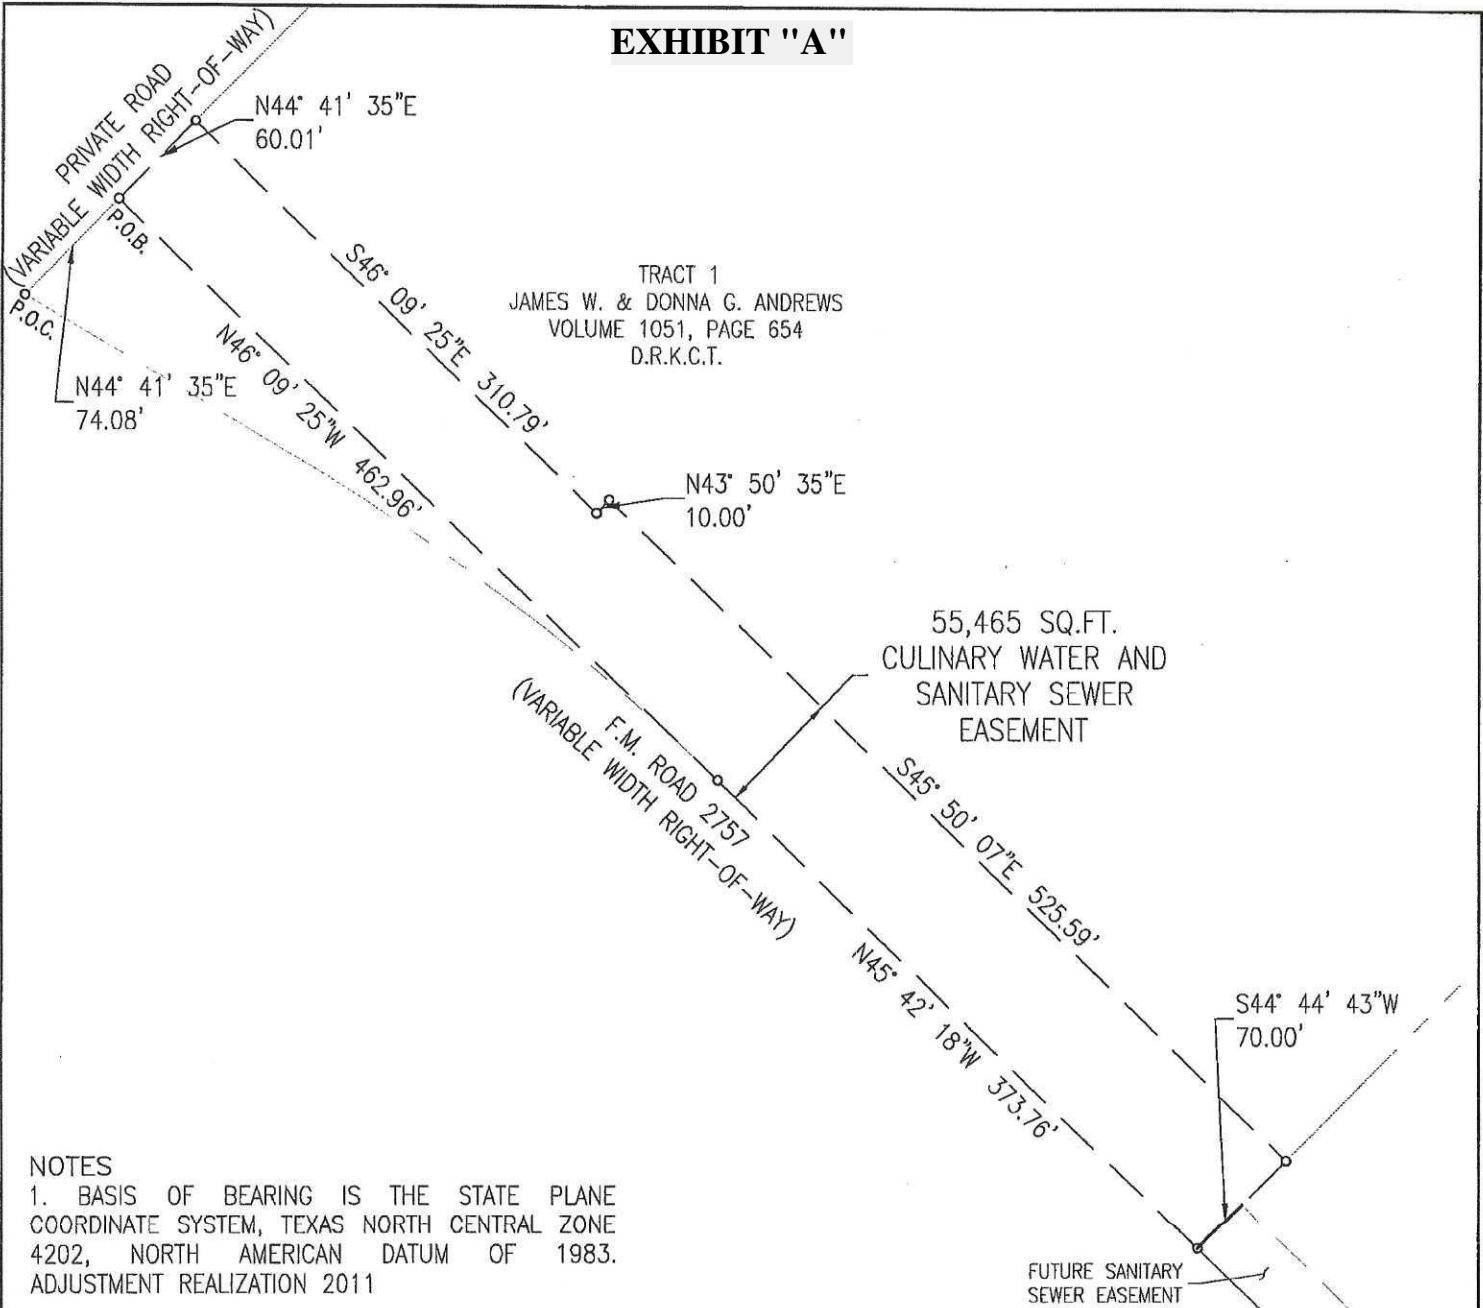 EXHIBIT "A"
PRIVATE ROAD
(VARIABLE WIDTH RIGHT-OF-WAY)
N44° 41' 35"E
60.01'
P.O.B.
P.O.C.
N44° 41' 35"E
74.08'
S46° 09' 25"E 310.79'
N46° 09' 25"W 462.96'
TRACT 1
JAMES W. & DONNA G. ANDREWS
VOLUME 1051, PAGE 654
D.R.K.C.T.
N43° 50' 35"E
10.00'
55,465 SQ.FT.
CULINARY WATER AND
SANITARY SEWER
EASEMENT
F.M. ROAD 2757
(VARIABLE WIDTH RIGHT-OF-WAY)
S45° 50' 07"E 525.59'
N45° 42' 18"W 373.76'
S44° 44' 43"W
70.00'
NOTES
1. BASIS OF BEARING IS THE STATE PLANE
COORDINATE SYSTEM, TEXAS NORTH CENTRAL ZONE
4202, NORTH AMERICAN DATUM OF 1983.
ADJUSTMENT REALIZATION 2011
FUTURE SANITARY
SEWER EASEMENT